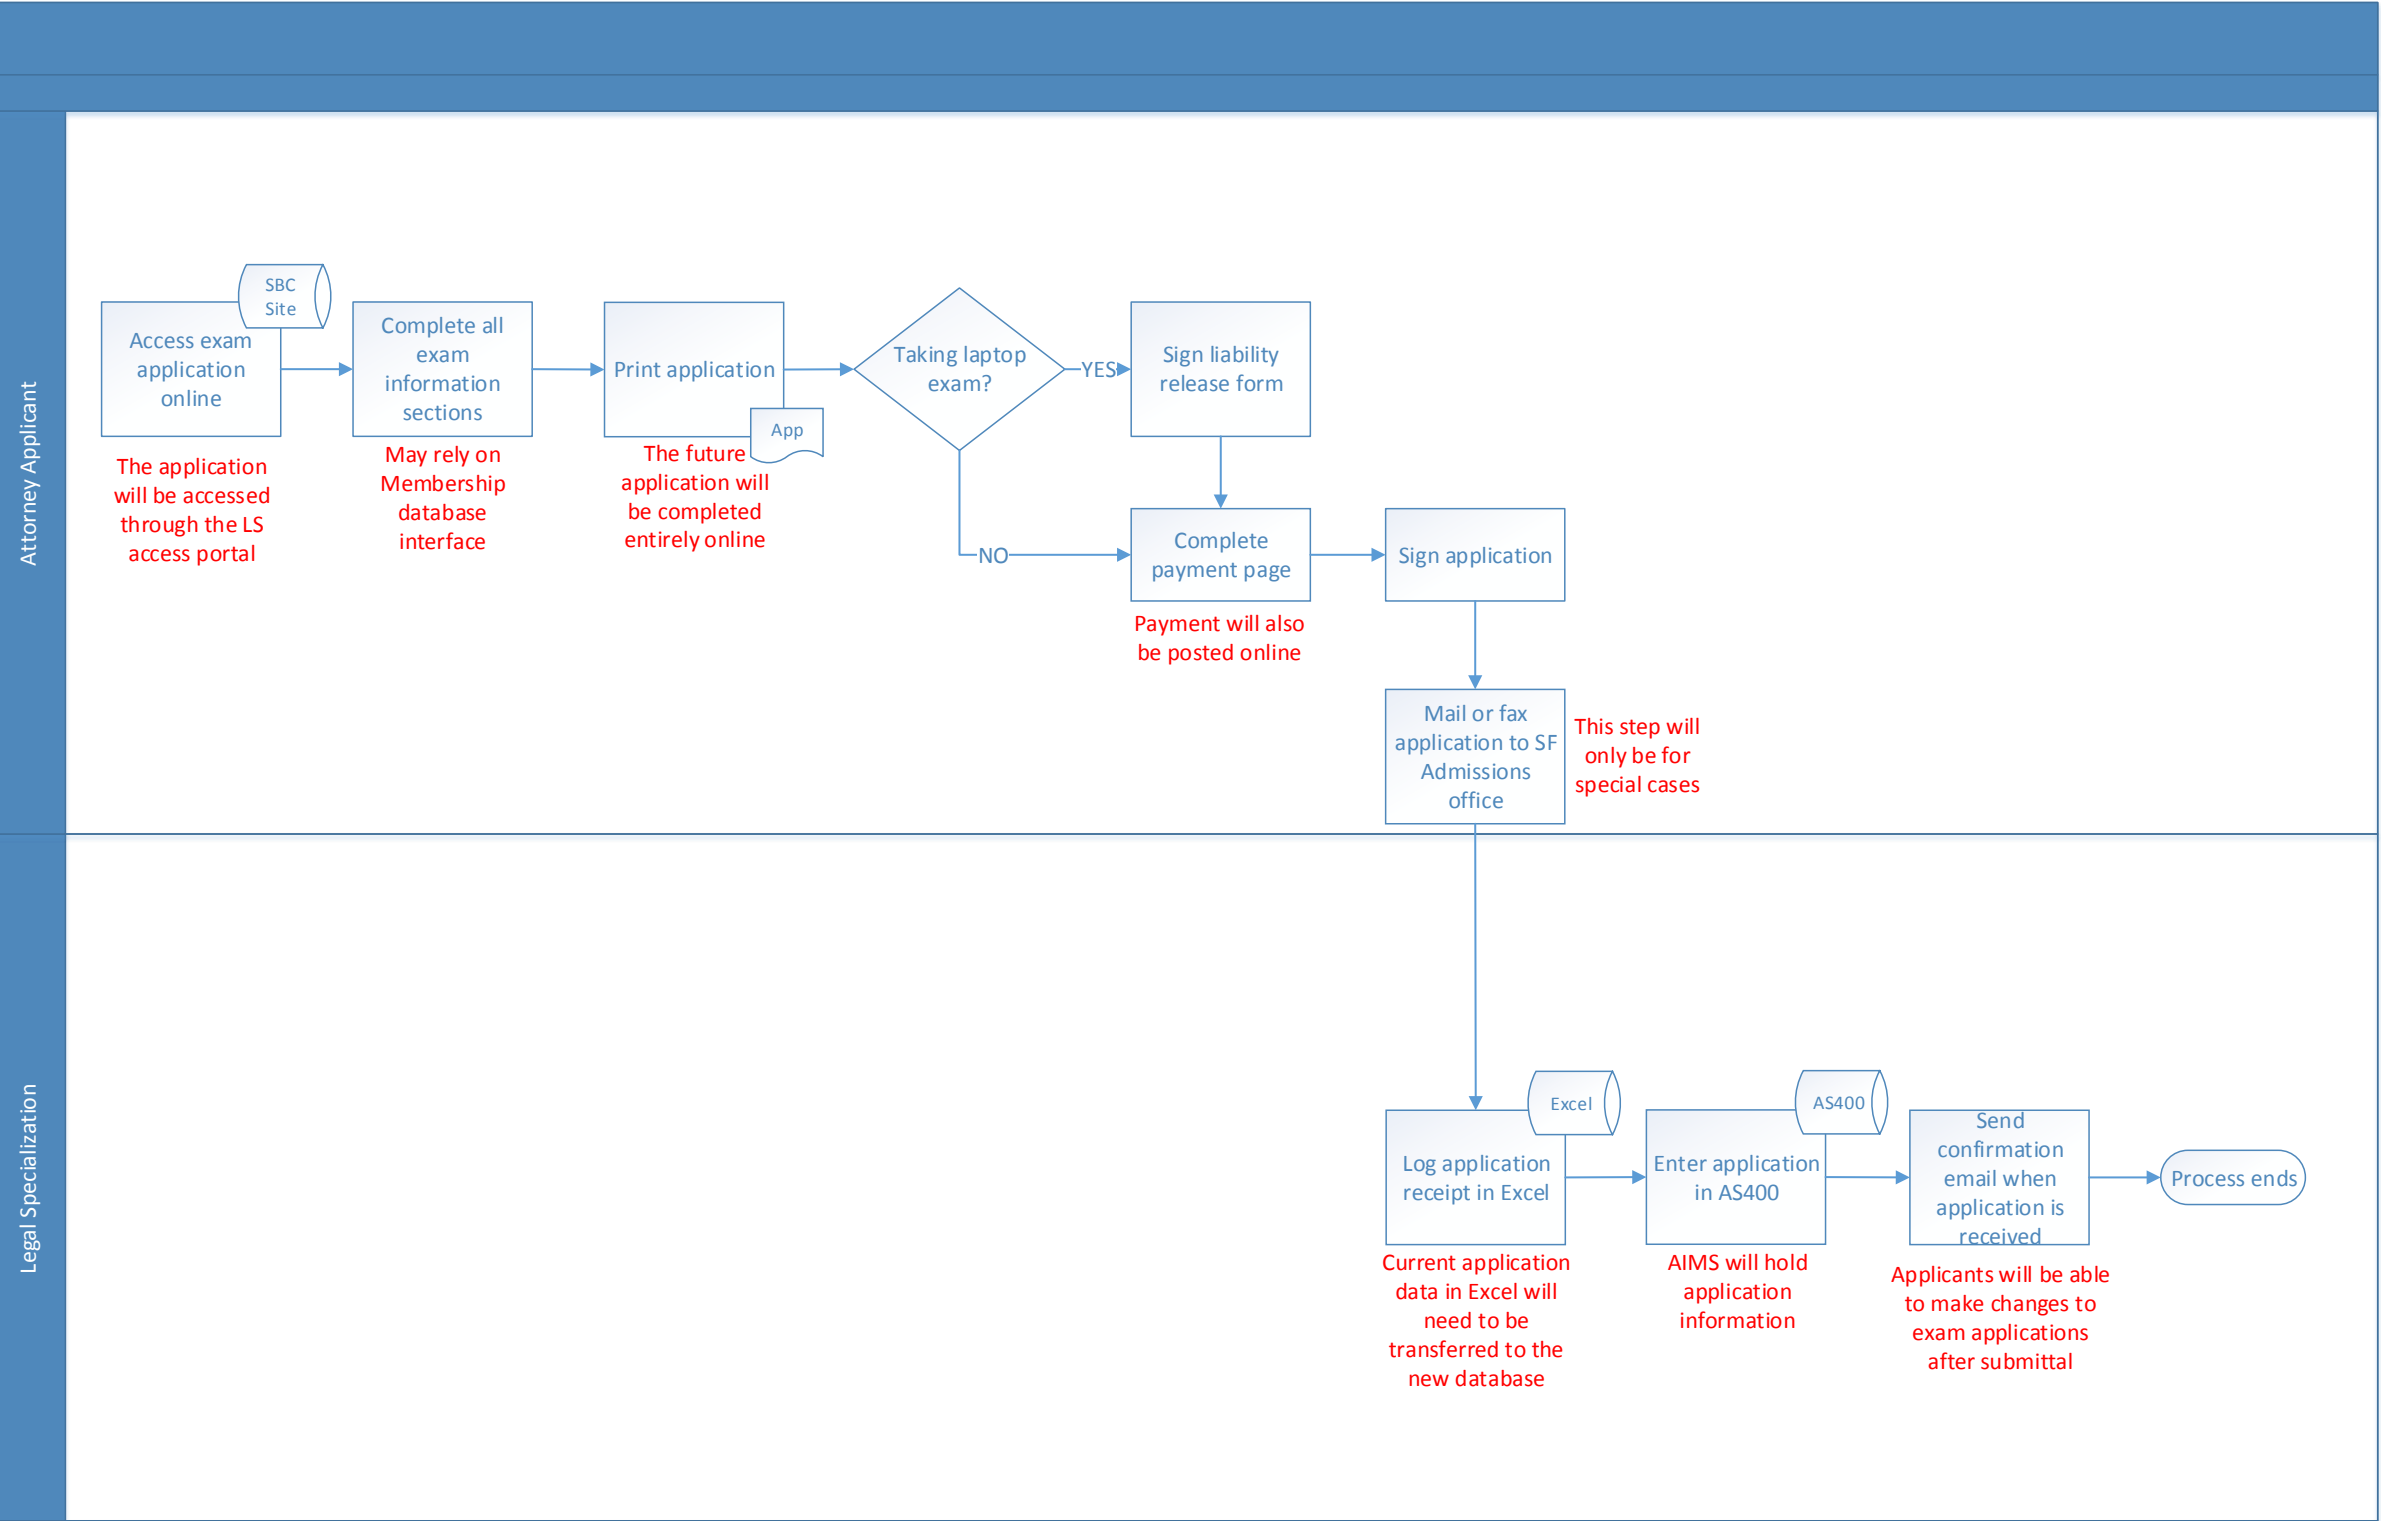 Attorney Applicant
SBC
Site
Access exam
application
online
The application
will be accessed
through the LS
access portal
Complete all
exam
information
sections
May rely on
Membership
database
interface
Print application
App
The future
application will
be completed
entirely online
Taking laptop
exam?
YES
NO
Sign liability
release form
Complete
payment page
Payment will also
be posted online
Sign application
Mail or fax
application to SF
Admissions
office
This step will
only be for
special cases
Legal Specialization
Excel
Log application
receipt in Excel
Current application
data in Excel will
need to be
transferred to the
new database
AS400
Enter application
in AS400
AIMS will hold
application
information
Send
confirmation
email when
application is
received
Applicants will be able
to make changes to
exam applications
after submittal
Process ends